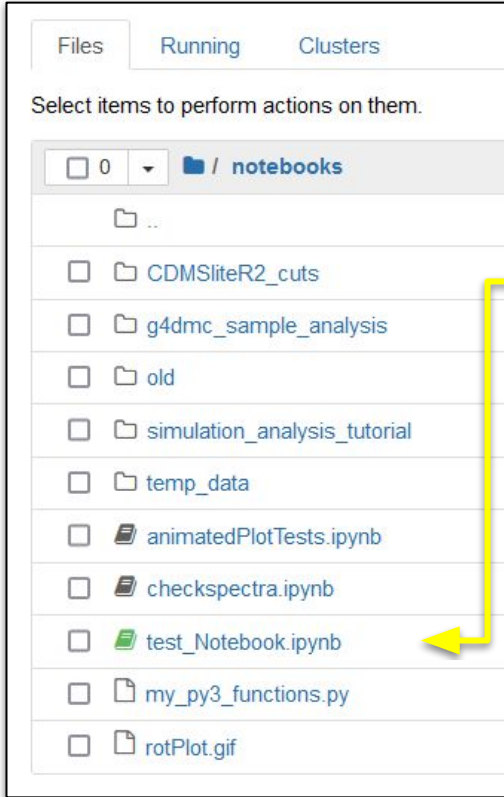 Files Running Clusters
Select items to perform actions on them.
0 / notebooks
..
CDMSliteR2_cuts
g4dmc_sample_analysis
old
simulation_analysis_tutorial
temp_data
animatedPlotTests.ipynb
checkspectra.ipynb
test_Notebook.ipynb
my_py3_functions.py
rotPlot.gif